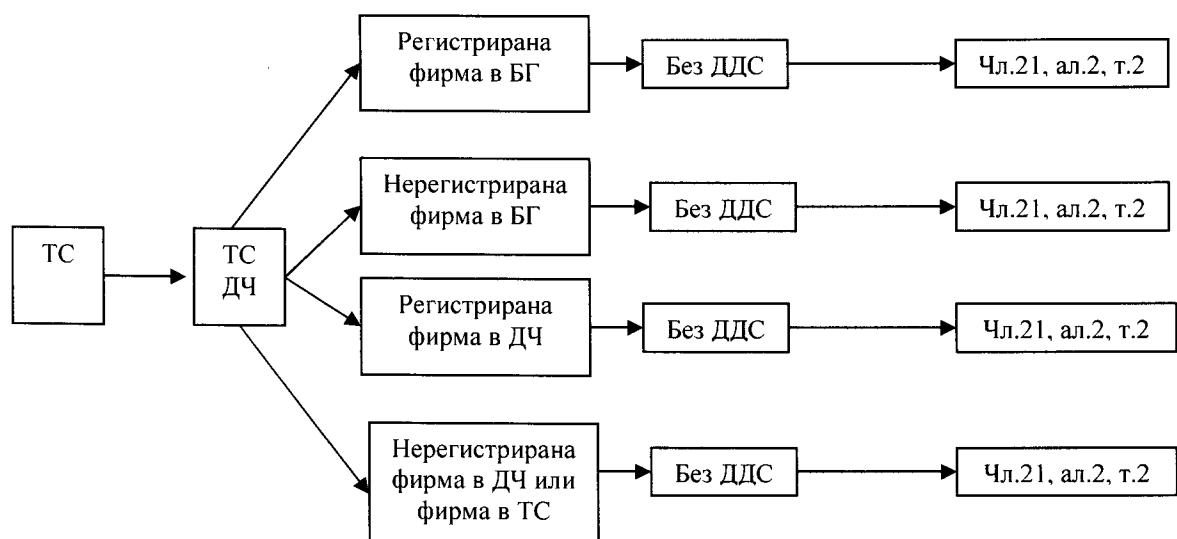 Регистрирана
фирма в БГ
Без ДДС
Чл.21, ал.2, т.2
Нерегистрирана
фирма в БГ
Без ДДС
Чл.21, ал.2, т.2
ТС
ТС
ДЧ
Регистрирана
фирма в ДЧ
Без ДДС
Чл.21, ал.2, т.2
Нерегистрирана
фирма в ДЧ или
фирма в ТС
Без ДДС
Чл.21, ал.2, т.2